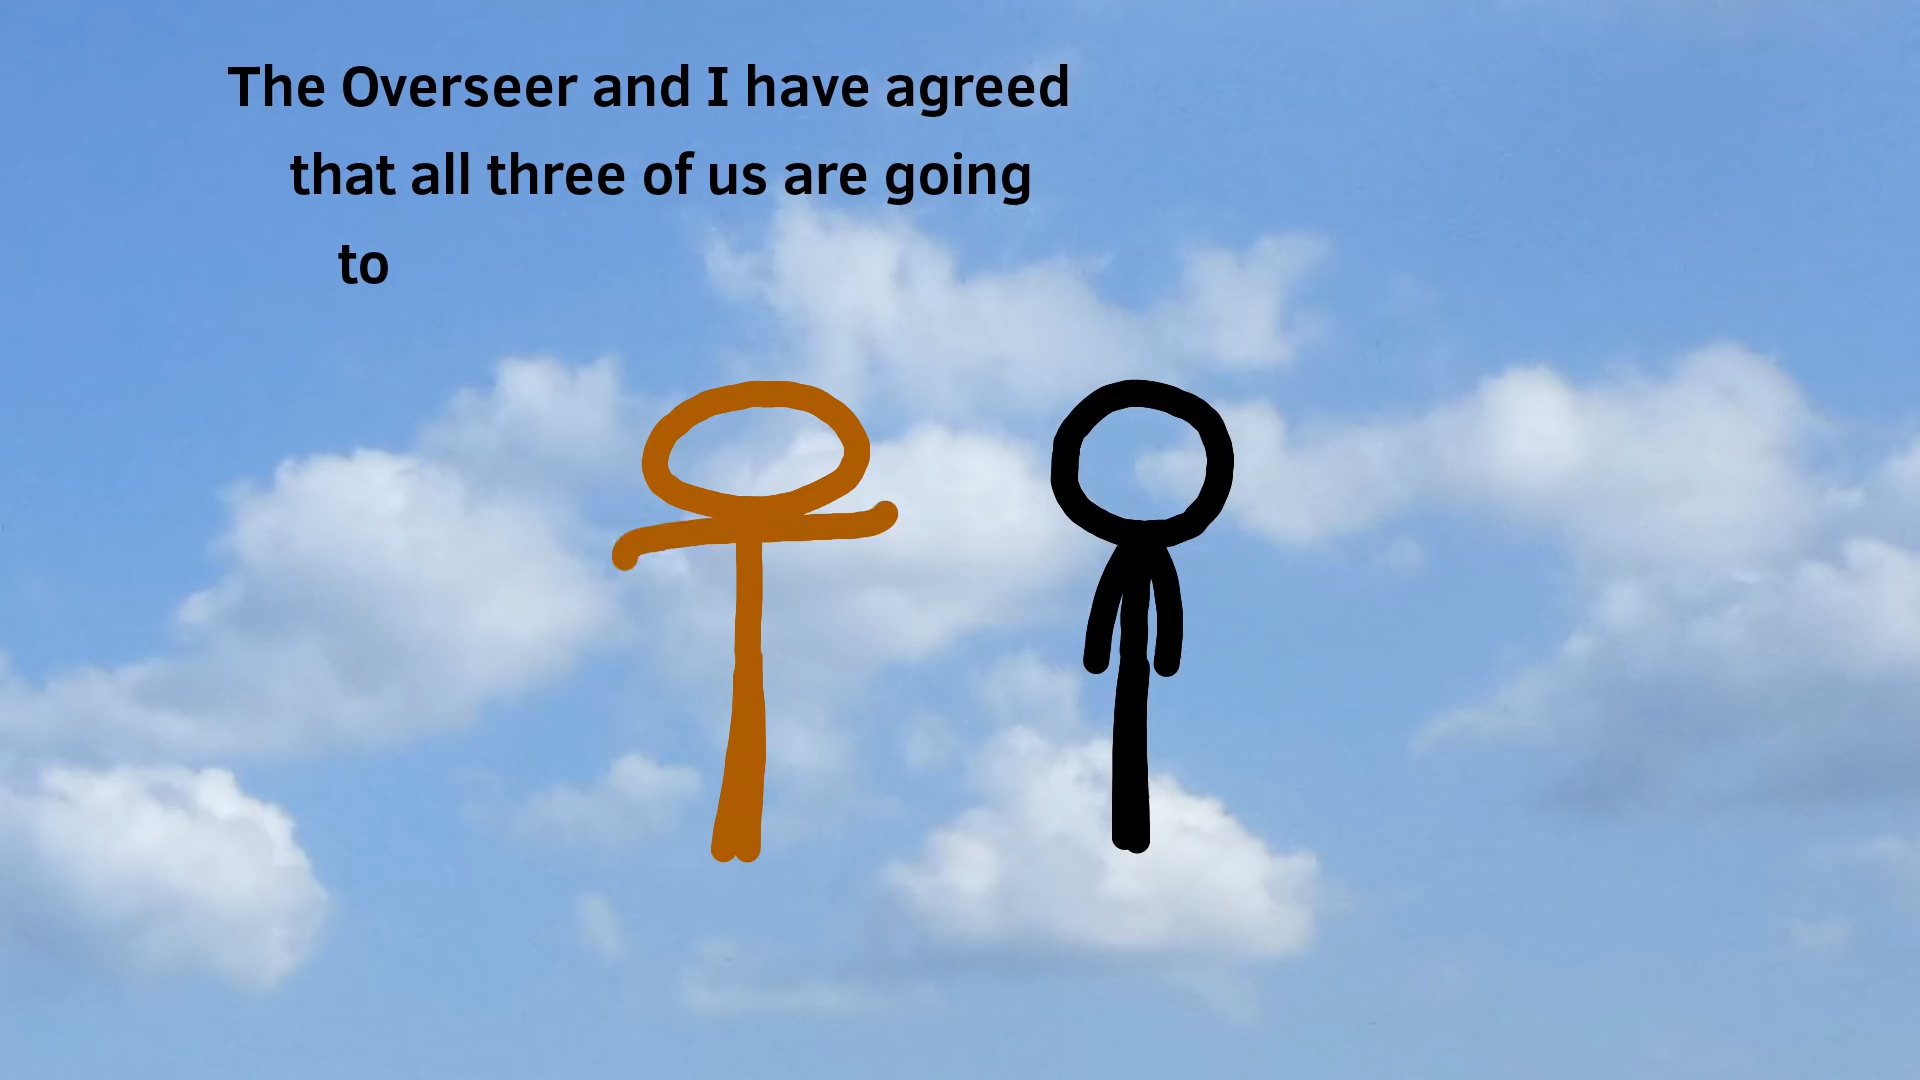 The Overseer and I have agreed
that all three of us are going
to